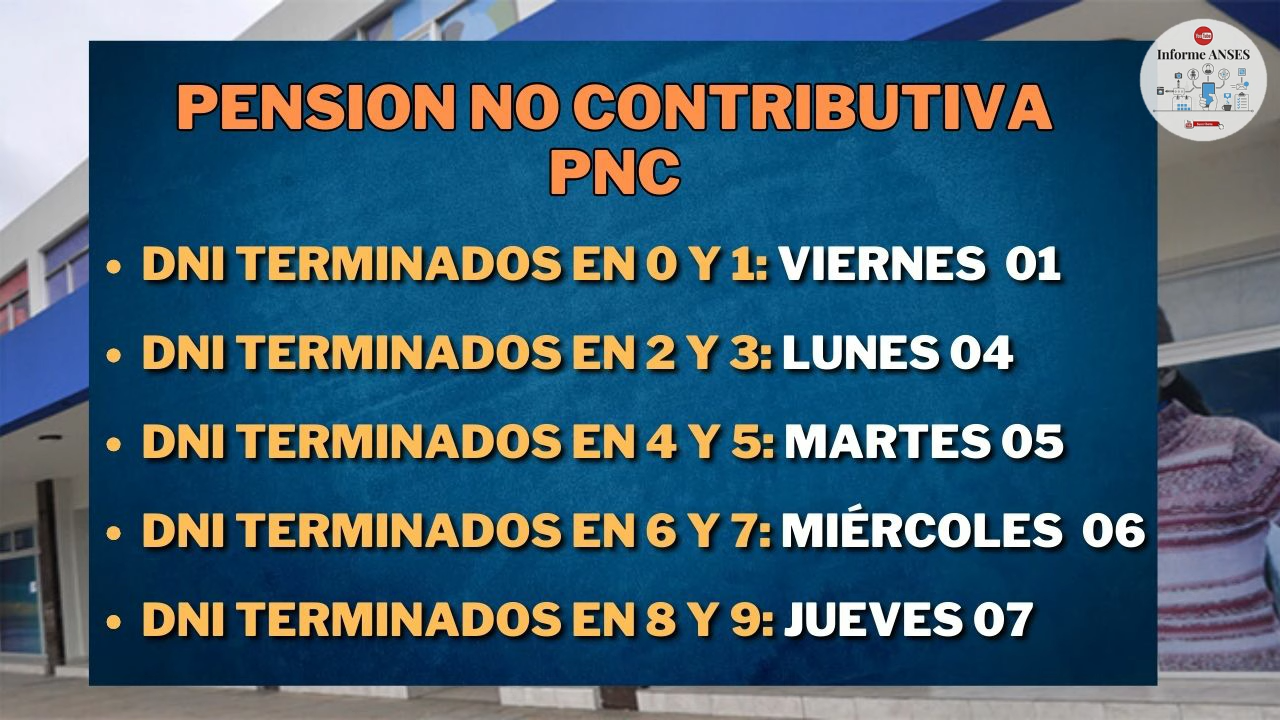 Informe ANSES
PENSION NO CONTRIBUTIVA
PNC
• DNI TERMINADOS EN 0 Y 1: VIERNES 01
• DNI TERMINADOS EN 2 Y 3: LUNES 04
• DNI TERMINADOS EN 4 Y 5: MARTES 05
• DNI TERMINADOS EN 6 Y 7: MIÉRCOLES 06
• DNI TERMINADOS EN 8 Y 9: JUEVES 07